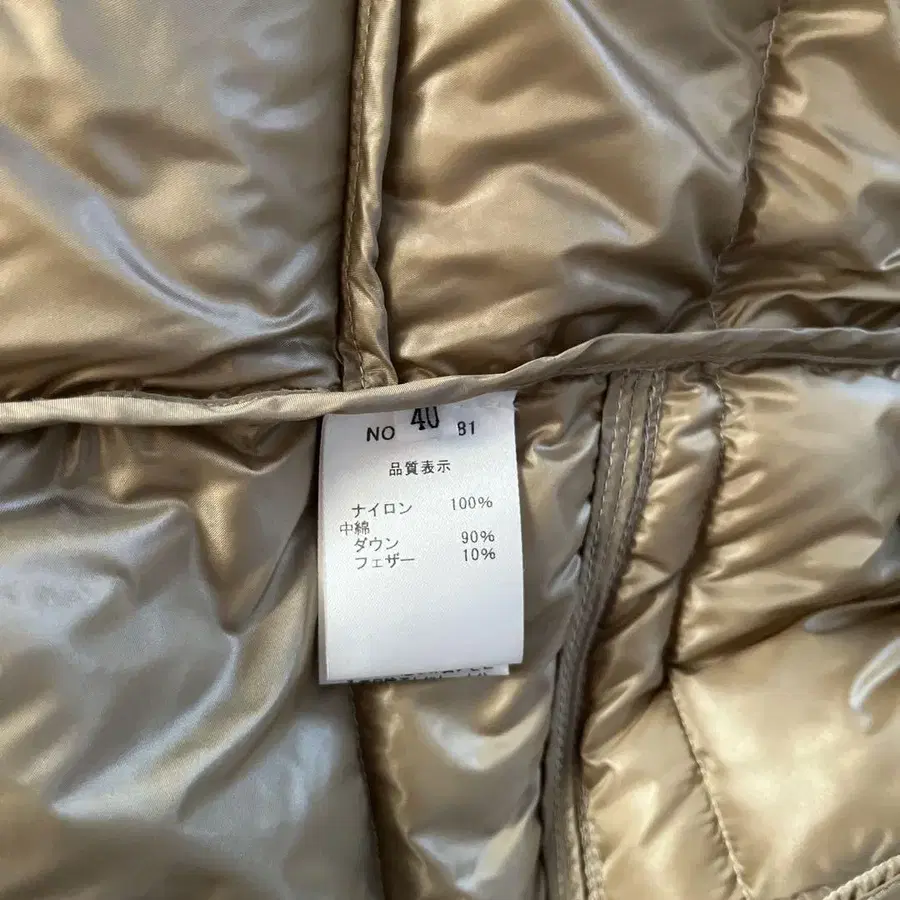 NO 40 81
品質表示
ナイロン 100%
中綿
ダウン 90%
フェザー 10%